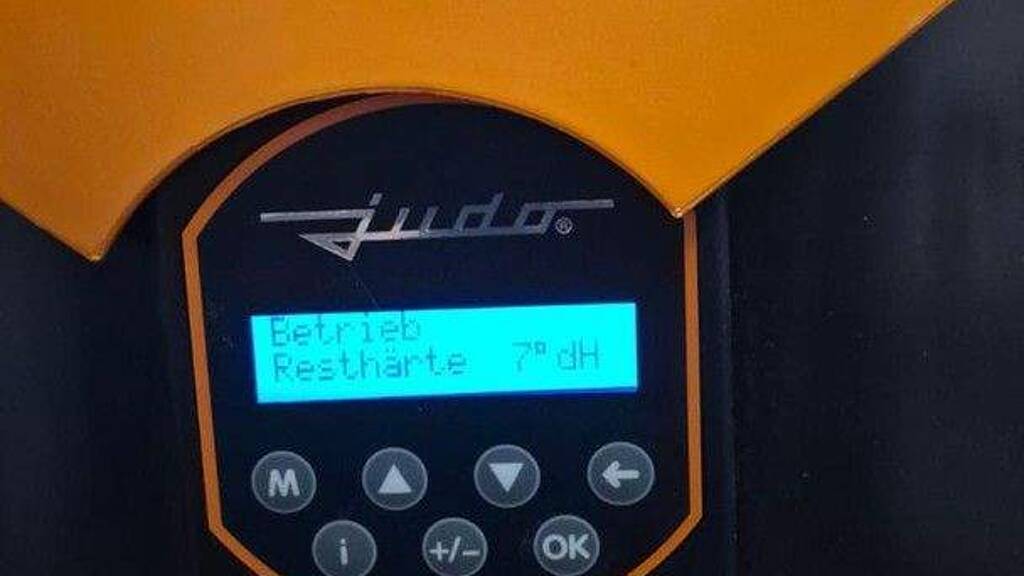 judo®
Betrieb
Resthärte 7° dH
M
i
+/-
OK